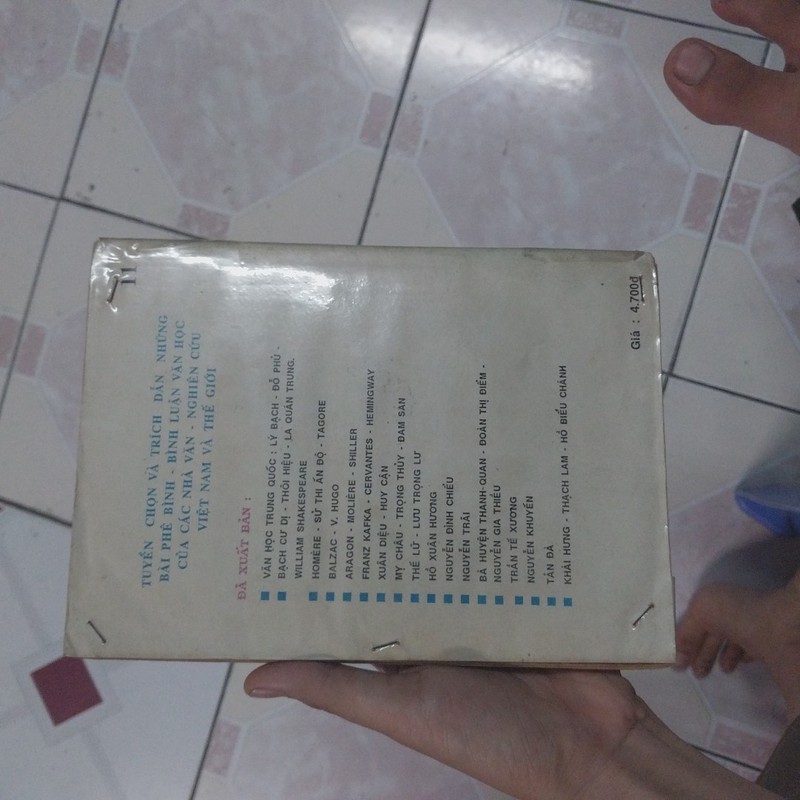 11
TUYỂN CHỌN VÀ TRÍCH DẪN NHỮNG
BÀI PHÊ BÌNH - BÌNH LUẬN VĂN HỌC
CỦA CÁC NHÀ VĂN - NGHIÊN CỨU
VIỆT NAM VÀ THẾ GIỚI
ĐÃ XUẤT BẢN :
VĂN HỌC TRUNG QUỐC : LÝ BẠCH - ĐỖ PHỦ -
BẠCH CƯ DỊ - THÔI HIỆU - LA QUÁN TRUNG.
WILLIAM SHAKESPEARE
HOMÈRE - SỬ THI ẤN ĐỘ - TAGORE
BALZAC - V. HUGO
ARAGON - MOLIÈRE - SHILLER
FRANZ KAFKA - CERVANTES - HEMINGWAY
XUÂN DIỆU - HUY CẬN
MỴ CHÂU - TRỌNG THỦY - ĐAM SAN
THẾ LỮ - LƯU TRỌNG LƯ
HỒ XUÂN HƯƠNG
NGUYỄN ĐÌNH CHIỂU
NGUYỄN TRÃI
BÀ HUYỆN THANH-QUAN - ĐOÀN THỊ ĐIỂM -
NGUYỄN GIA THIỀU
TRẦN TẾ XƯƠNG
NGUYỄN KHUYẾN
TẢN ĐÀ
KHÁI HƯNG - THẠCH LAM - HỒ BIỂU CHÁNH
Giá : 4.700đ